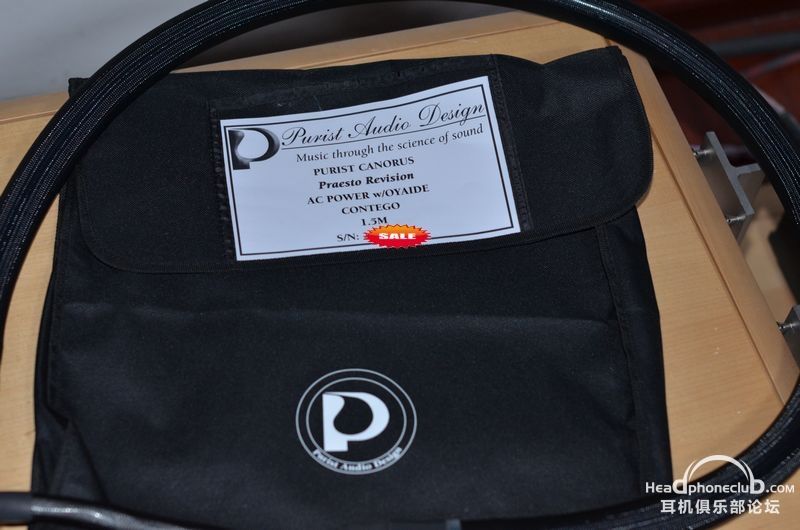 Purist Audio Design
Music through the science of sound
PURIST CANORUS
Praesto Revision
AC POWER w/OYAIDE
CONTEGO
1.5M
S/N:
SALE
Purist Audio Design
Headphoneclub.com
耳机俱乐部论坛